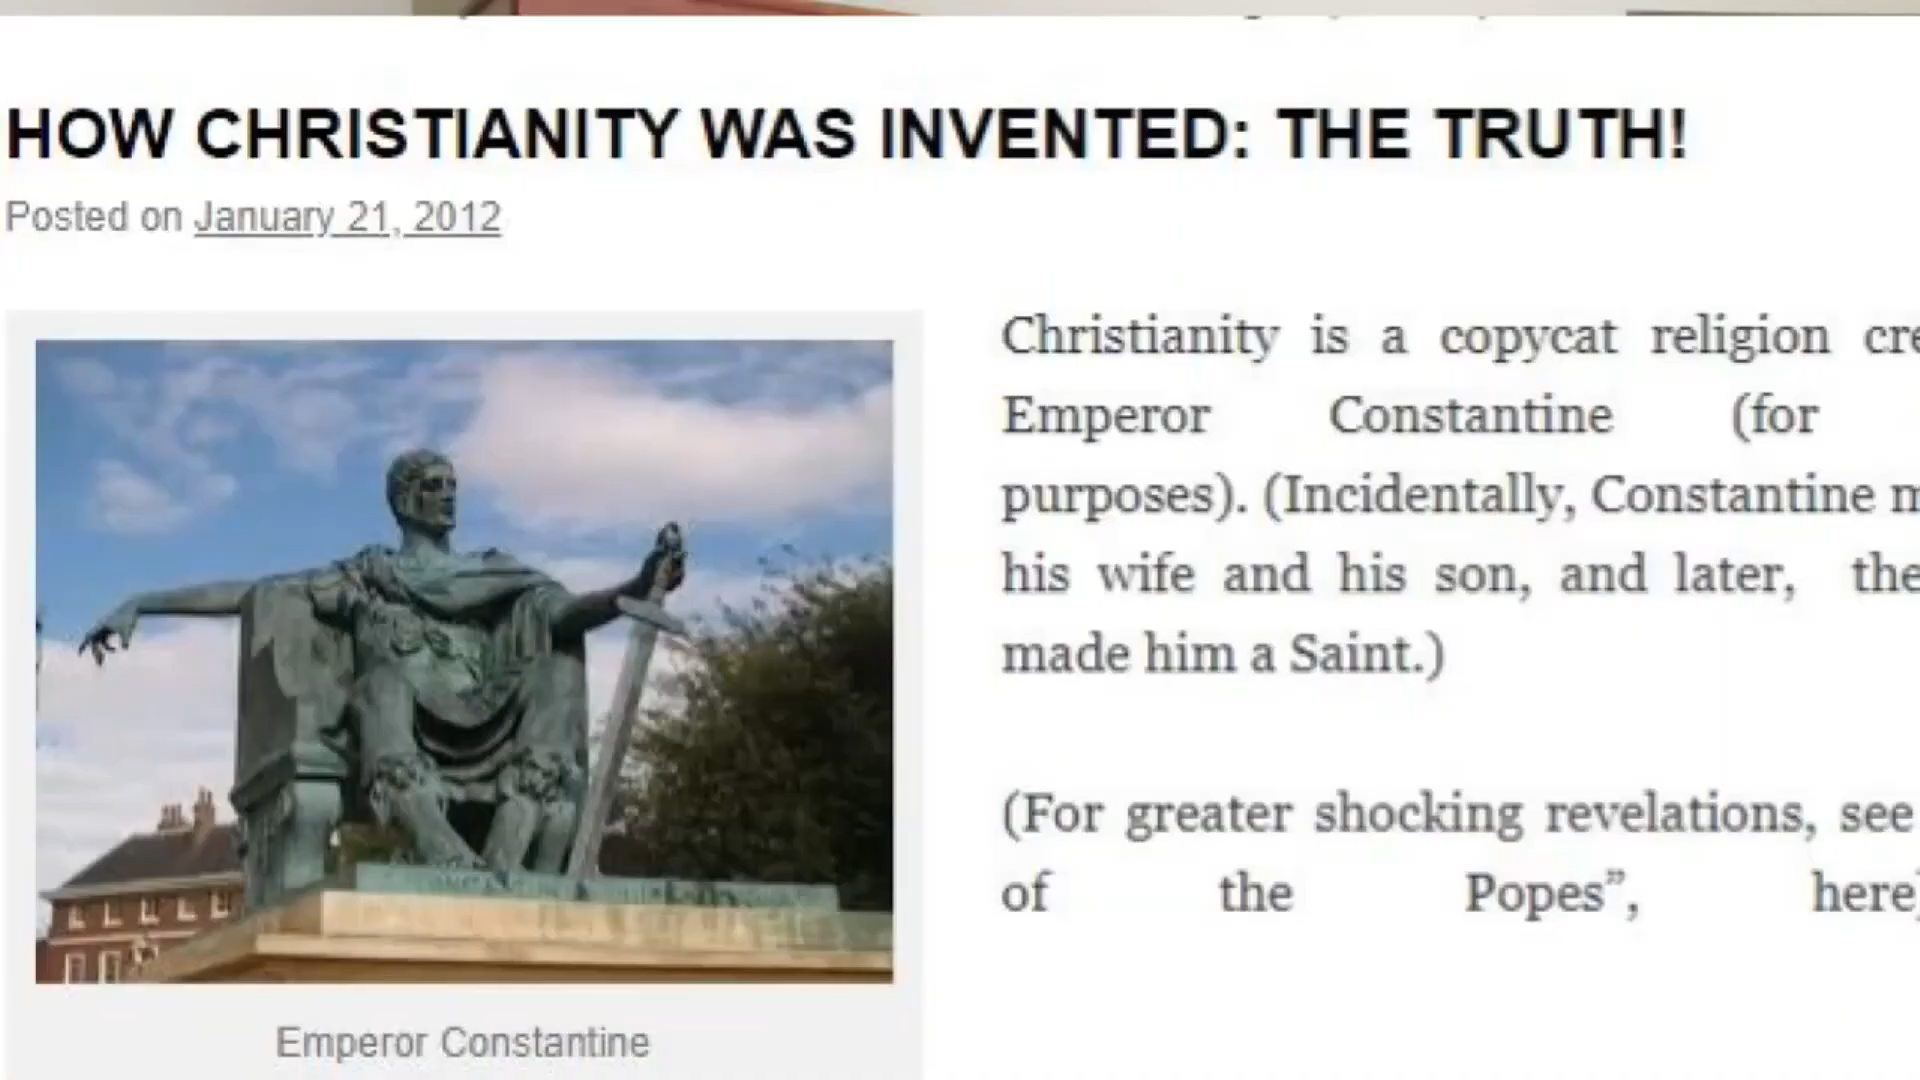 HOW CHRISTIANITY WAS INVENTED: THE TRUTH!
Posted on January 21, 2012
Christianity is a copycat religion
Emperor Constantine (for
purposes). (Incidentally, Constantine
his wife and his son, and later,
made him a Saint.)
(For greater shocking revelations, see
of the Popes”, here
Emperor Constantine